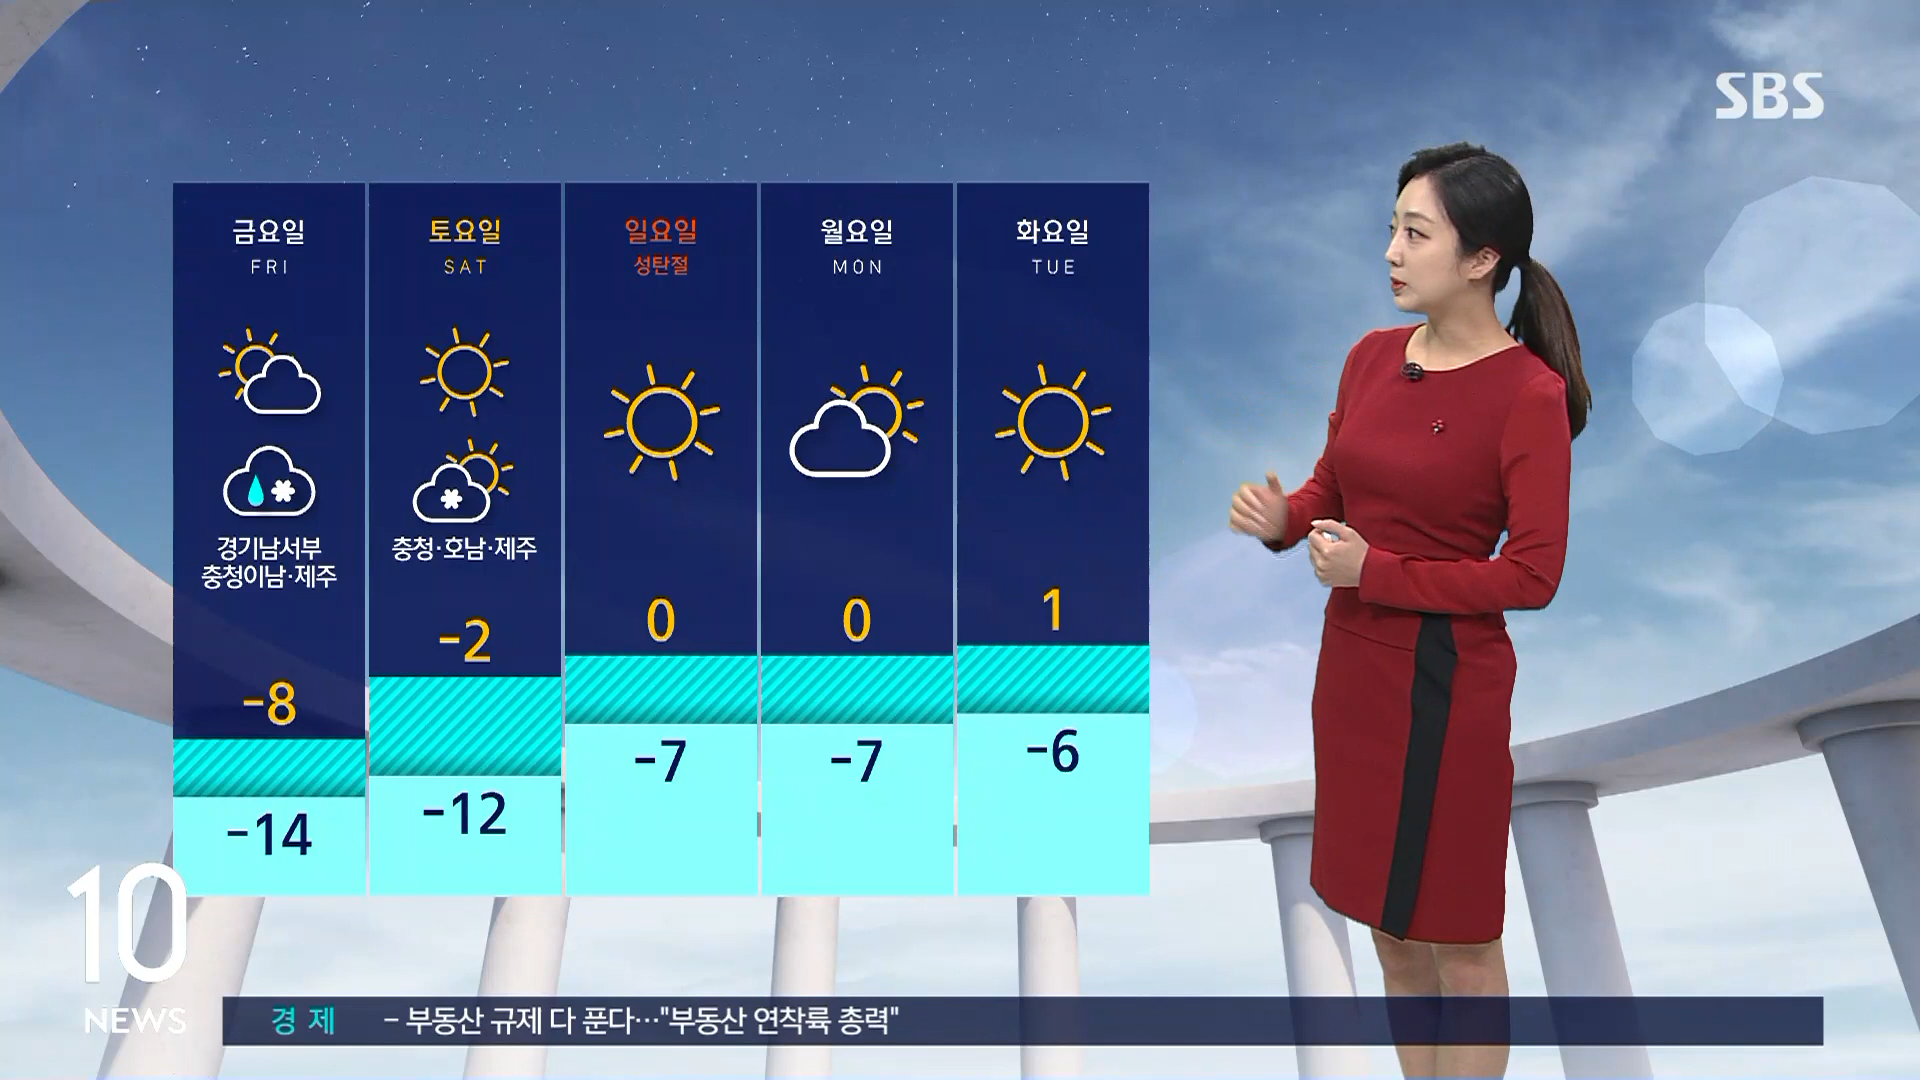 SBS
금요일
FRI
경기남서부
충청이남·제주
-8
-14
토요일
SAT
충청·호남·제주
-2
-12
일요일
성탄절
0
-7
월요일
MON
0
-7
화요일
TUE
1
-6
10
NEWS
경제 - 부동산 규제 다 푼다…"부동산 연착륙 총력"